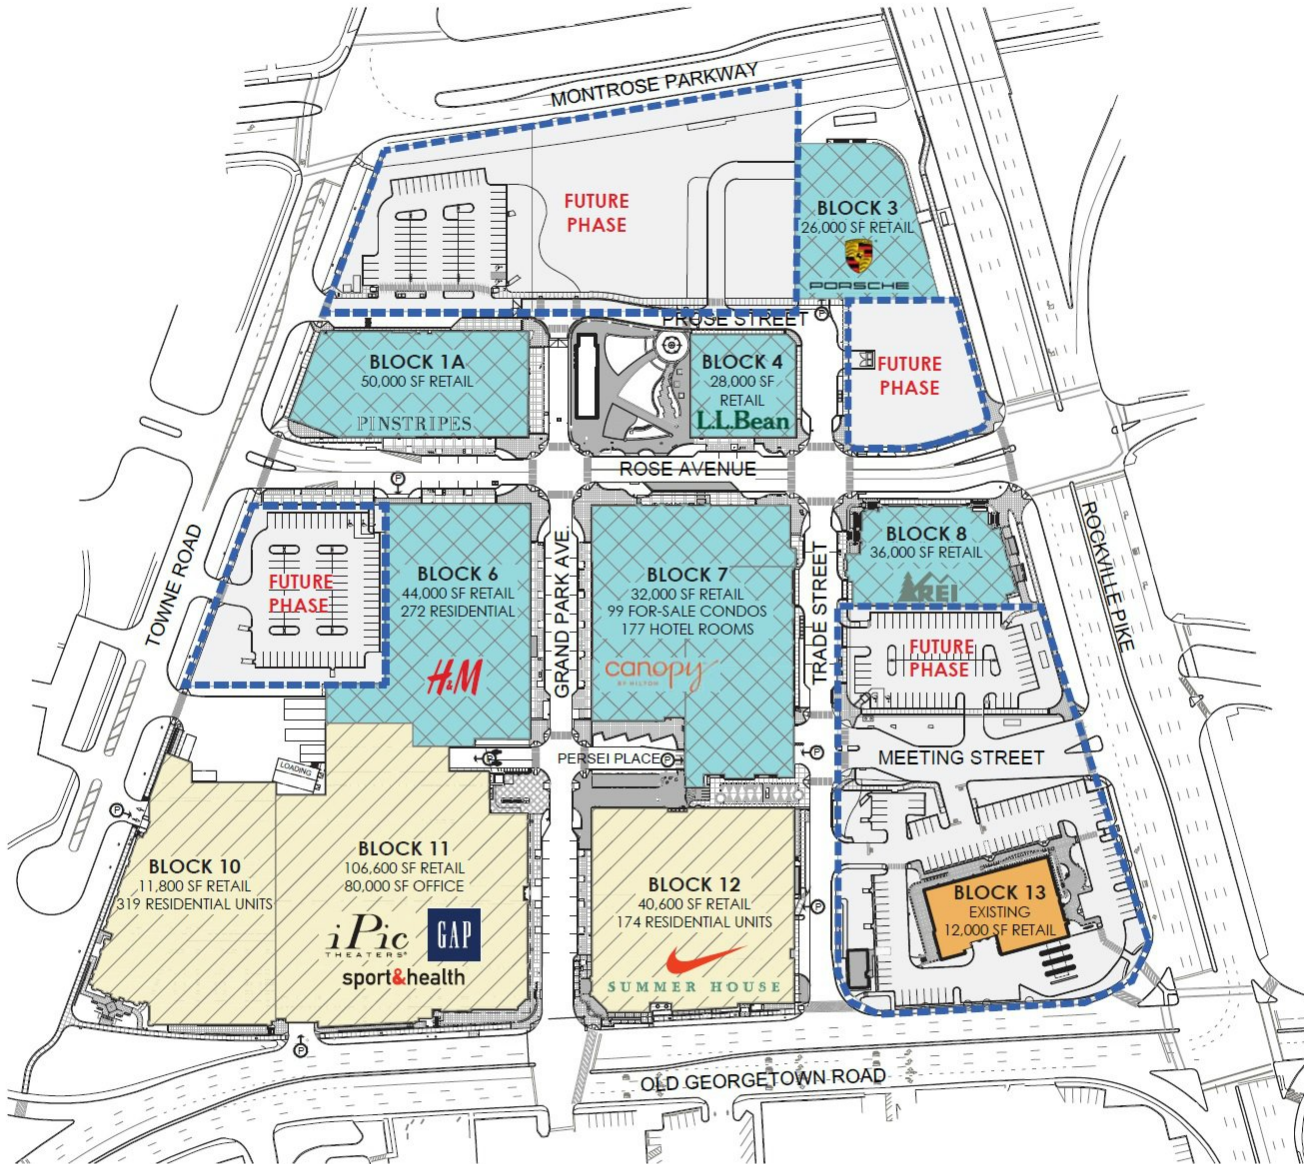 MONTROSE PARKWAY
FUTURE
PHASE
BLOCK 3
26,000 SF RETAIL
PORSCHE
PROSE STREET
P
BLOCK 1A
50,000 SF RETAIL
PINSTRIPES
BLOCK 4
28,000 SF
RETAIL
L.L.Bean
FUTURE
PHASE
ROSE AVENUE
P
TOWNE ROAD
FUTURE
PHASE
BLOCK 6
44,000 SF RETAIL
272 RESIDENTIAL
H&M
GRAND PARK AVE.
BLOCK 7
32,000 SF RETAIL
99 FOR-SALE CONDOS
177 HOTEL ROOMS
canopy
BY HILTON
TRADE STREET
BLOCK 8
36,000 SF RETAIL
REI
ROCKVILLE PIKE
FUTURE
PHASE
LOADING
P
PERSEI PLACE
P
P
MEETING STREET
P
BLOCK 10
11,800 SF RETAIL
319 RESIDENTIAL UNITS
BLOCK 11
106,600 SF RETAIL
80,000 SF OFFICE
iPic
THEATERS
GAP
sport&health
BLOCK 12
40,600 SF RETAIL
174 RESIDENTIAL UNITS
SUMMER HOUSE
P
BLOCK 13
EXISTING
12,000 SF RETAIL
P
OLD GEORGETOWN ROAD